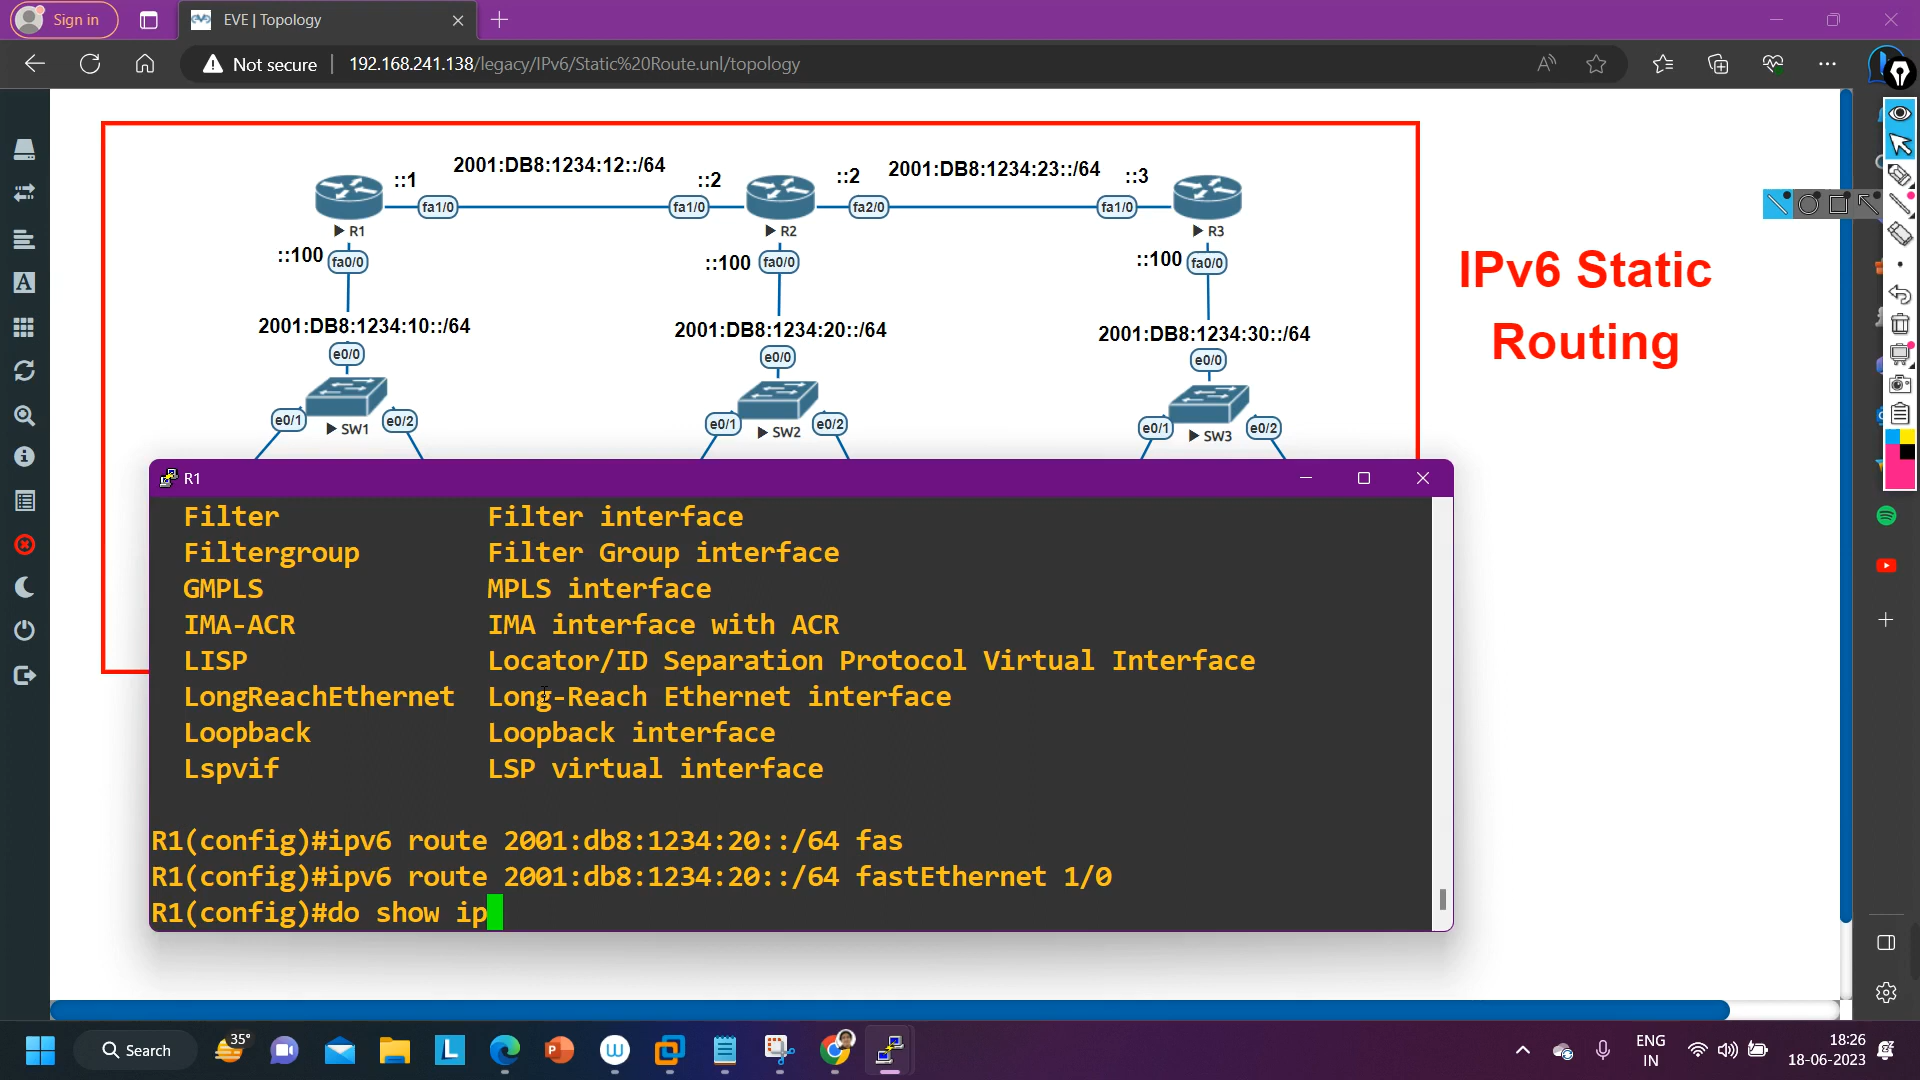 Sign in
EVE | Topology
Not secure
192.168.241.138/legacy/IPv6/Static%20Route.unl/topology
2001:DB8:1234:12::/64
2001:DB8:1234:23::/64
::1
::2
::2
::3
fa1/0
fa1/0
fa2/0
fa1/0
R1
R2
R3
::100
fa0/0
::100
fa0/0
::100
fa0/0
IPv6 Static
Routing
2001:DB8:1234:10::/64
2001:DB8:1234:20::/64
2001:DB8:1234:30::/64
e0/0
e0/0
e0/0
e0/1
SW1
e0/2
e0/1
SW2
e0/2
e0/1
SW3
e0/2
R1
Filter Filter interface
Filtergroup Filter Group interface
GMPLS MPLS interface
IMA-ACR IMA interface with ACR
LISP Locator/ID Separation Protocol Virtual Interface
LongReachEthernet Long-Reach Ethernet interface
Loopback Loopback interface
Lspvif LSP virtual interface
R1(config)#ipv6 route 2001:db8:1234:20::/64 fas
R1(config)#ipv6 route 2001:db8:1234:20::/64 fastEthernet 1/0
R1(config)#do show ip
Search
35°
ENG
IN
18:26
18-06-2023